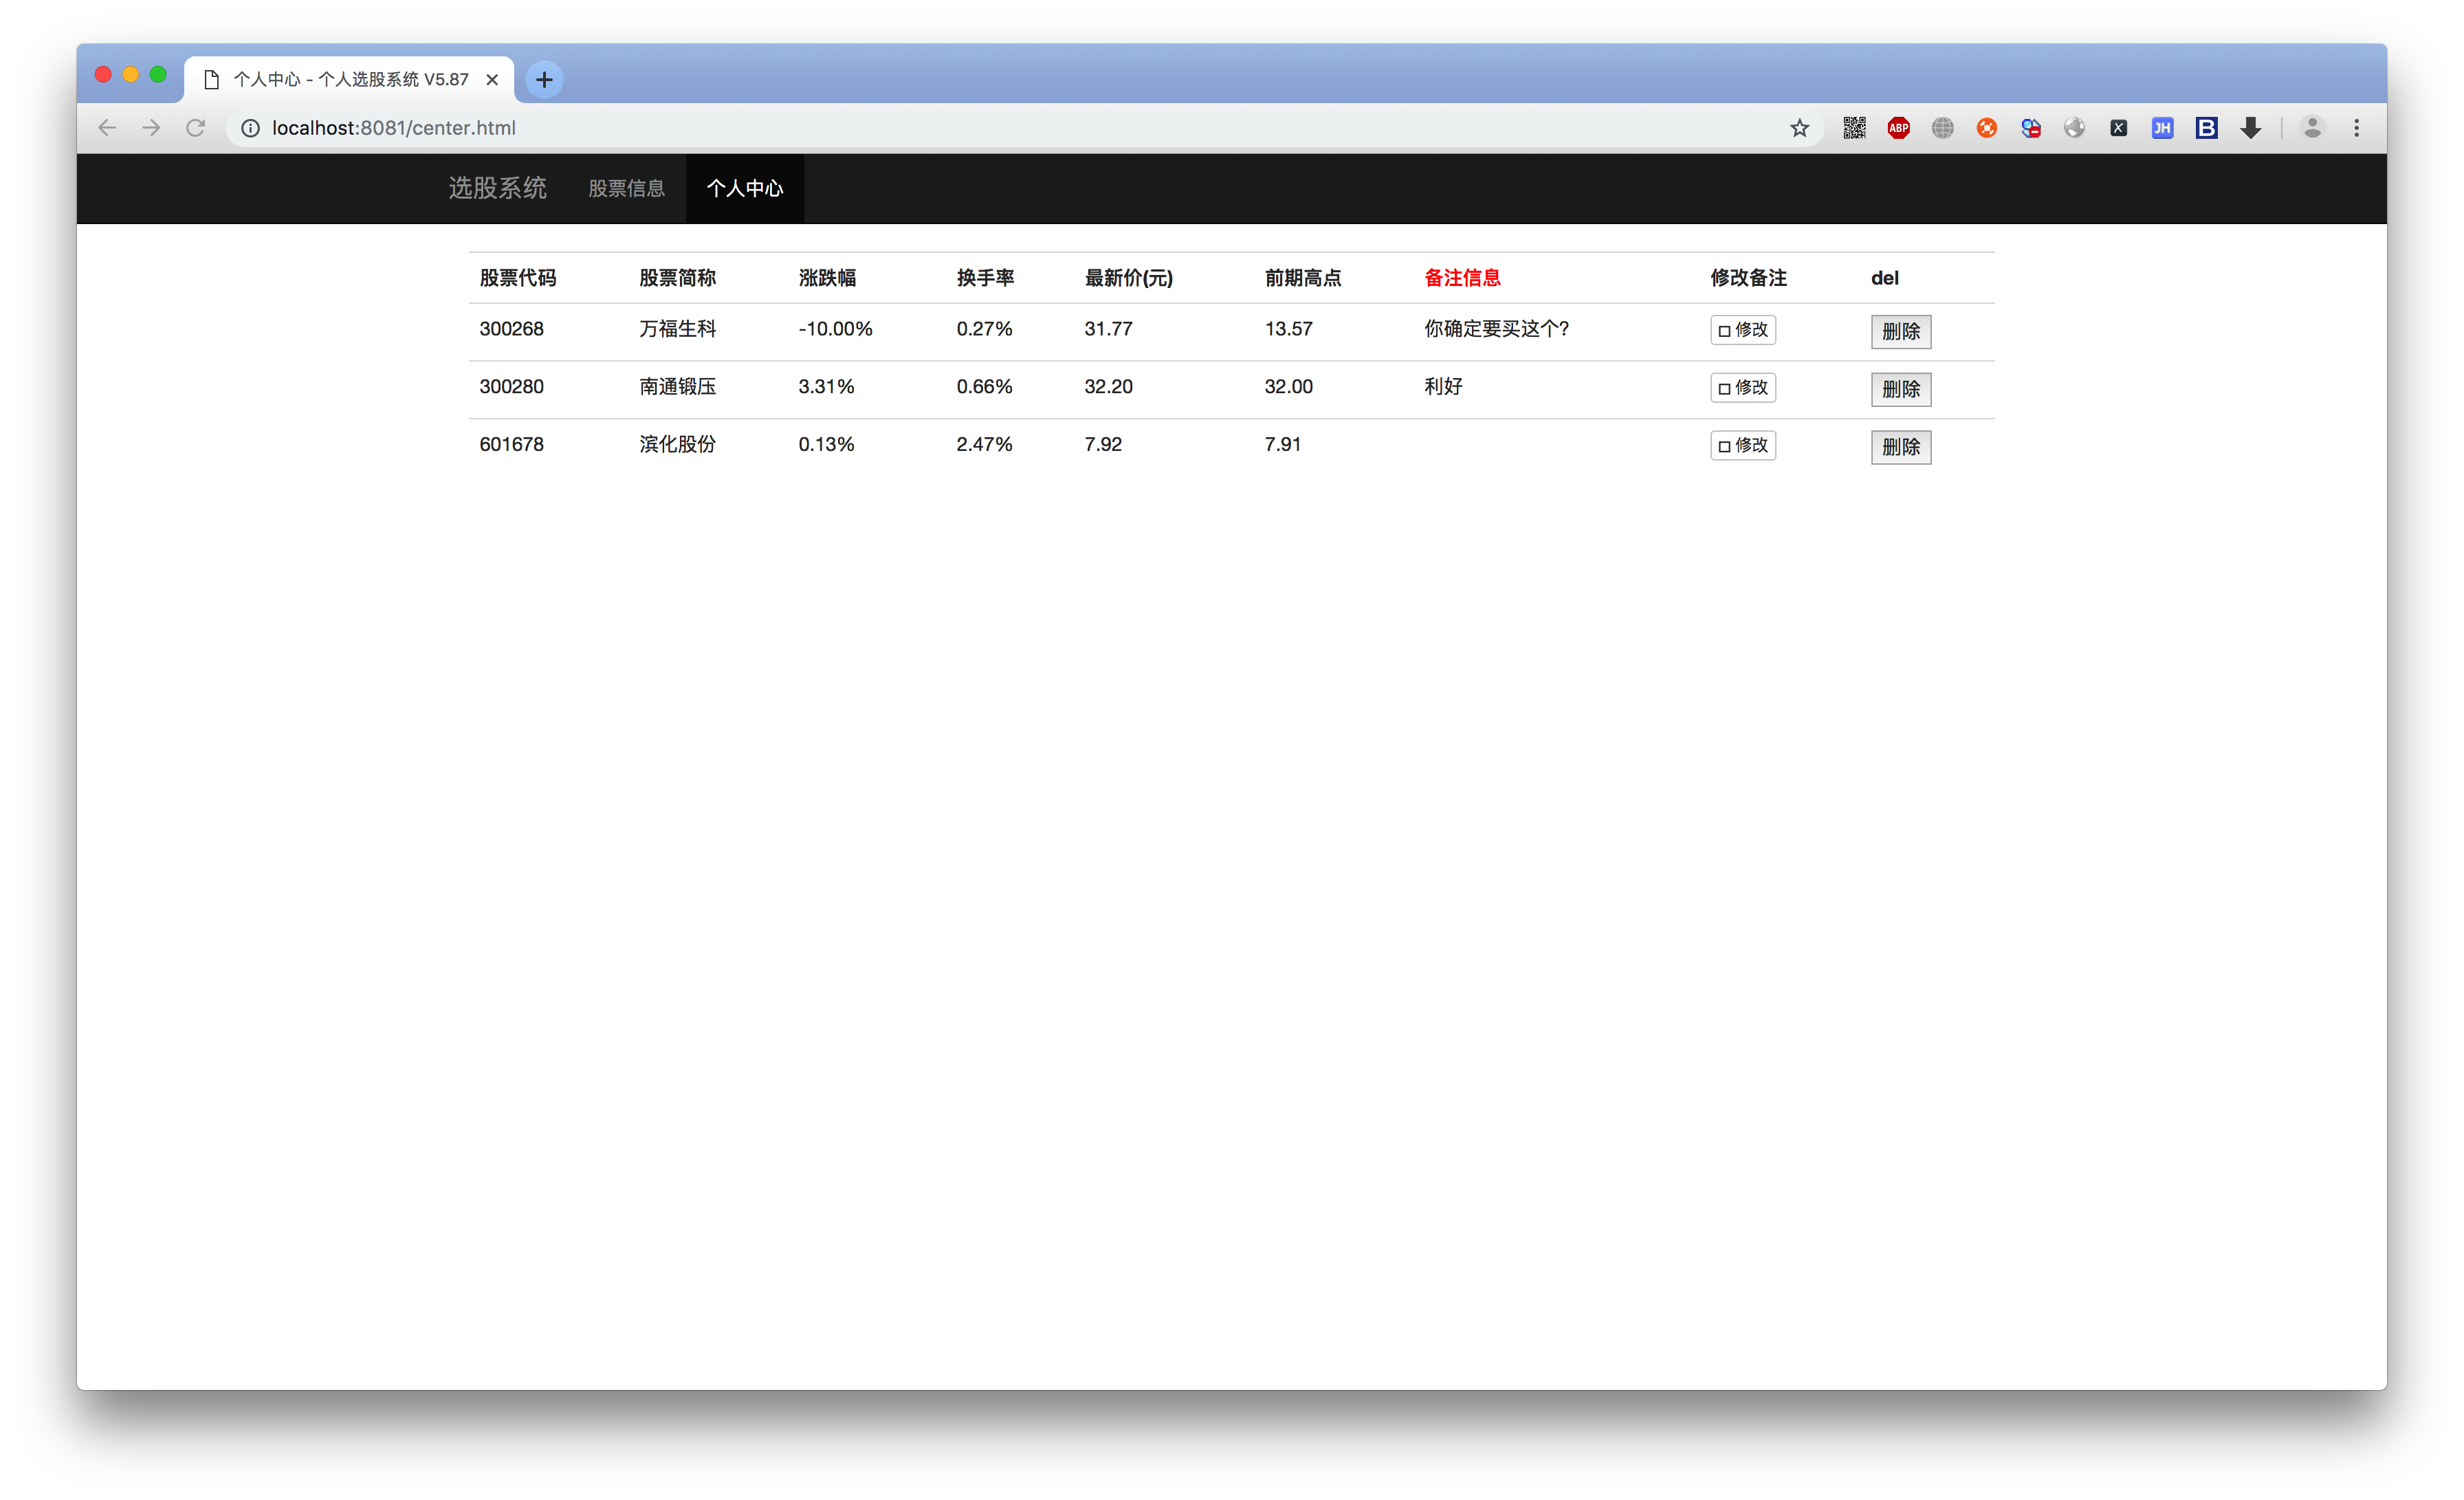 个人中心 - 个人选股系统 V5.87
localhost:8081/center.html
ABP
JH
B
选股系统 股票信息 个人中心
股票代码 股票简称 涨跌幅 换手率 最新价(元) 前期高点 备注信息 修改备注 del
300268 万福生科 -10.00% 0.27% 31.77 13.57 你确定要买这个? 修改 删除
300280 南通锻压 3.31% 0.66% 32.20 32.00 利好 修改 删除
601678 滨化股份 0.13% 2.47% 7.92 7.91 修改 删除